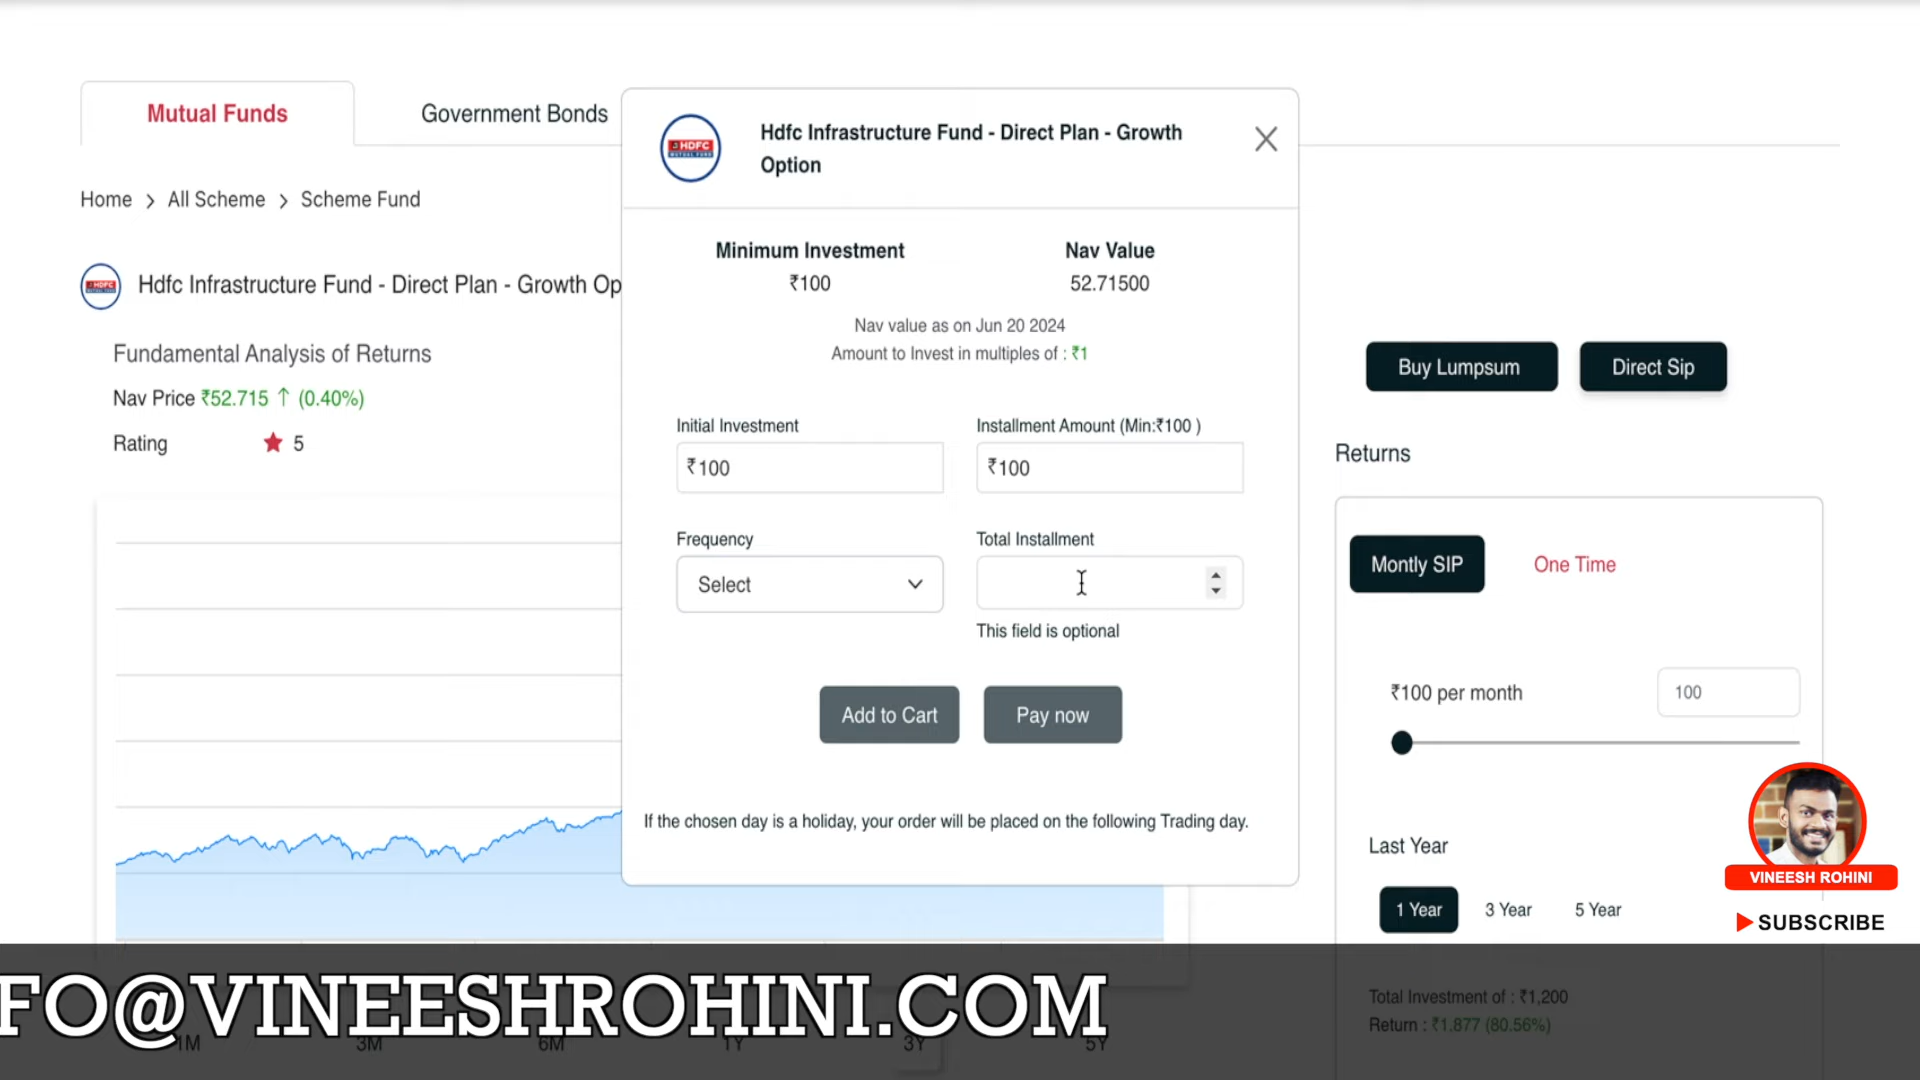 Mutual Funds
Government Bonds
Home > All Scheme > Scheme Fund
Hdfc Infrastructure Fund - Direct Plan - Growth Op
Fundamental Analysis of Returns
Nav Price ₹52.715 ↑ (0.40%)
Rating ★ 5
HDFC
MUTUAL FUND
Hdfc Infrastructure Fund - Direct Plan - Growth
Option
Minimum Investment
₹100
Nav Value
52.71500
Nav value as on Jun 20 2024
Amount to Invest in multiples of : ₹1
Initial Investment
₹100
Installment Amount (Min:₹100 )
₹100
Frequency
Select
Total Installment
This field is optional
Add to Cart
Pay now
If the chosen day is a holiday, your order will be placed on the following Trading day.
Buy Lumpsum
Direct Sip
Returns
Montly SIP
One Time
₹100 per month
100
Last Year
1 Year
3 Year
5 Year
Total Investment of : ₹1,200
Return : ₹1.877 (80.56%)
VINEESH ROHINI
SUBSCRIBE
FO@VINEESHROHINI.COM
1M
3M
6M
1Y
3Y
5Y